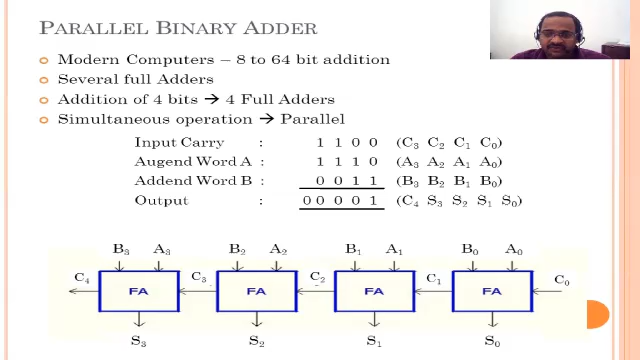 PARALLEL BINARY ADDER
Modern Computers – 8 to 64 bit addition
Several full Adders
Addition of 4 bits → 4 Full Adders
Simultaneous operation → Parallel
Input Carry : 1 1 0 0 (C3 C2 C1 C0)
Augend Word A : 1 1 1 0 (A3 A2 A1 A0)
Addend Word B : 0 0 1 1 (B3 B2 B1 B0)
Output : 0 0 0 0 1 (C4 S3 S2 S1 S0)
B3 A3 B2 A2 B1 A1 B0 A0
C4 FA C3 FA C2 FA C1 FA C0
S3 S2 S1 S0